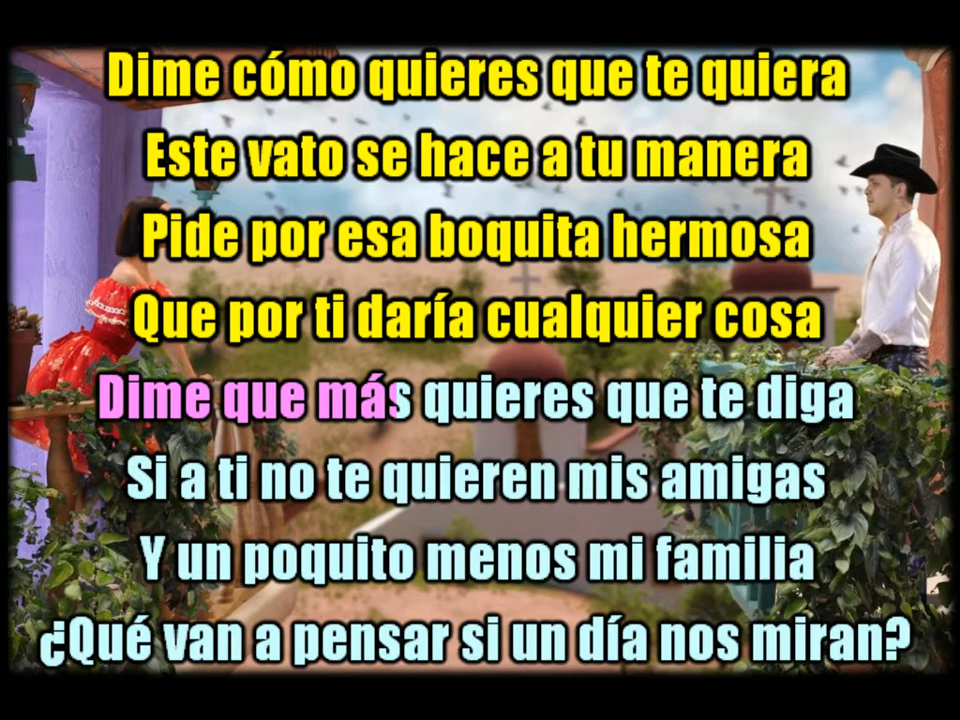 Dime cómo quieres que te quiera
Este vato se hace a tu manera
Pide por esa boquita hermosa
Que por ti daría cualquier cosa
Dime que más quieres que te diga
Si a ti no te quieren mis amigas
Y un poquito menos mi familia
¿Qué van a pensar si un día nos miran?